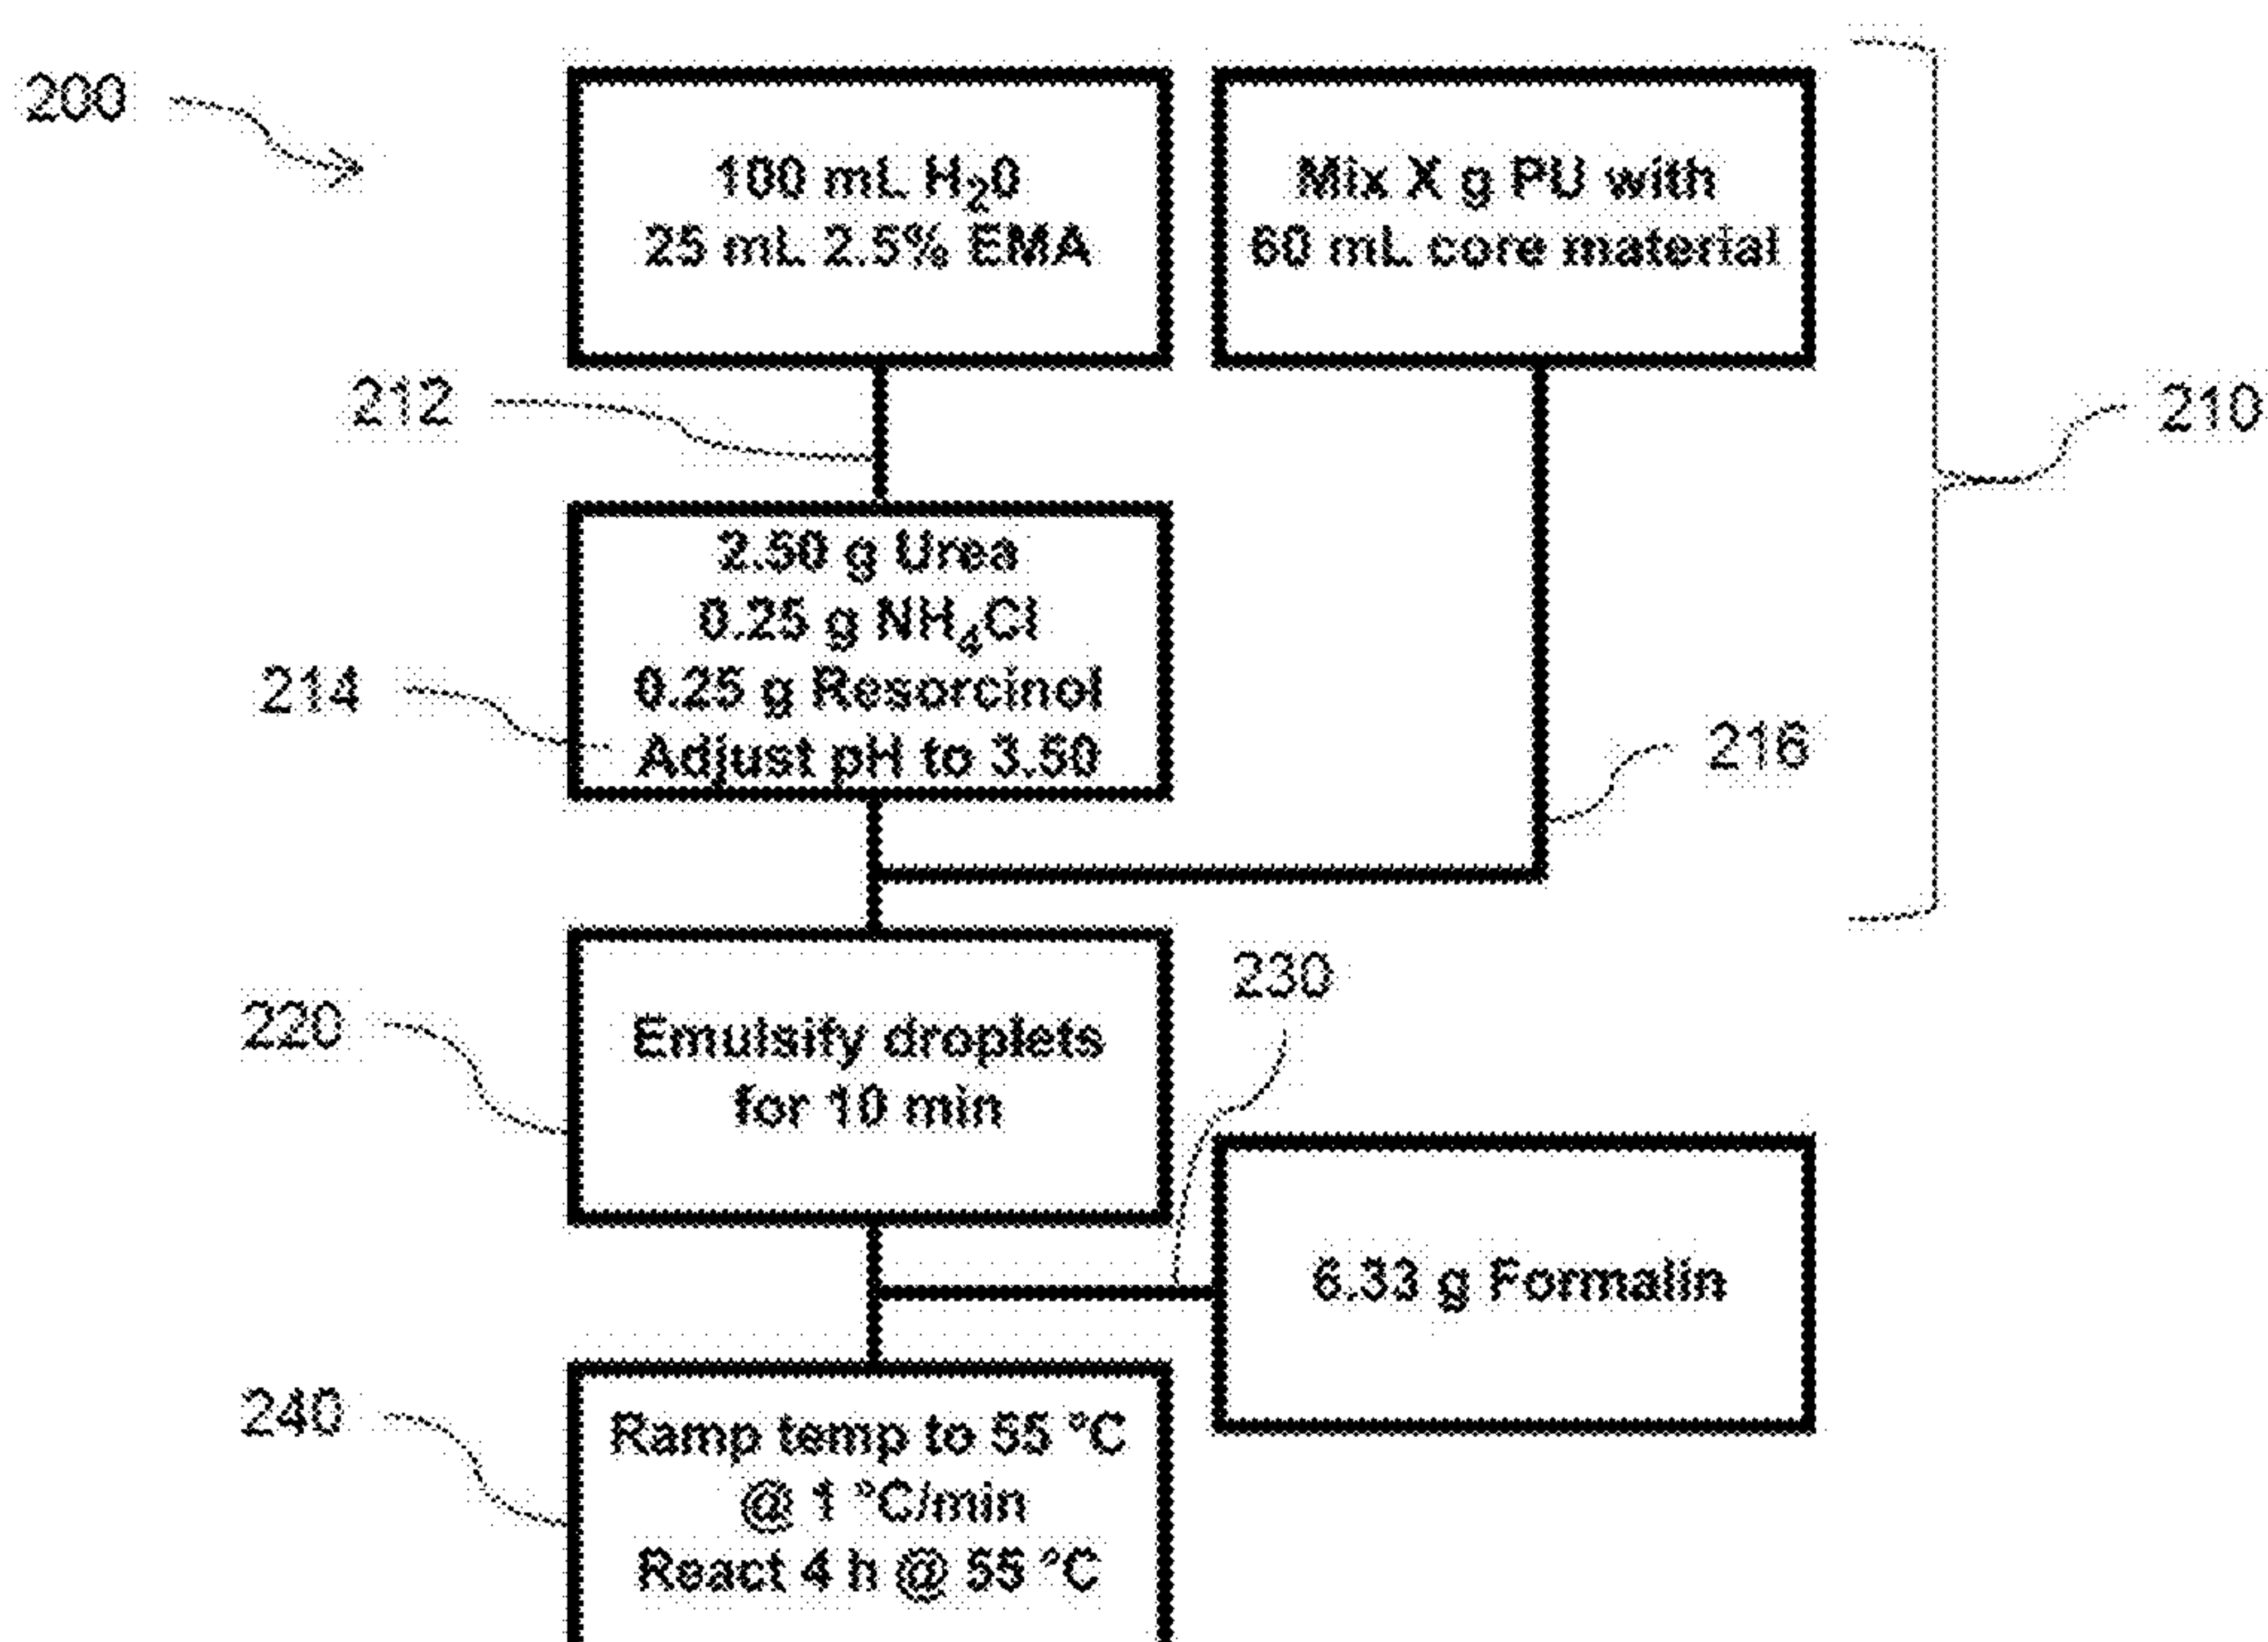 200
100 mL H₂0
25 mL 2.5% EMA
Mix X g PU with
60 mL core material
212
210
2.50 g Urea
0.25 g NH₄Cl
0.25 g Resorcinol
Adjust pH to 3.50
214
216
220
Emulsify droplets
for 10 min
230
6.33 g Formalin
240
Ramp temp to 55 °C
@ 1 °C/min
React 4 h @ 55 °C